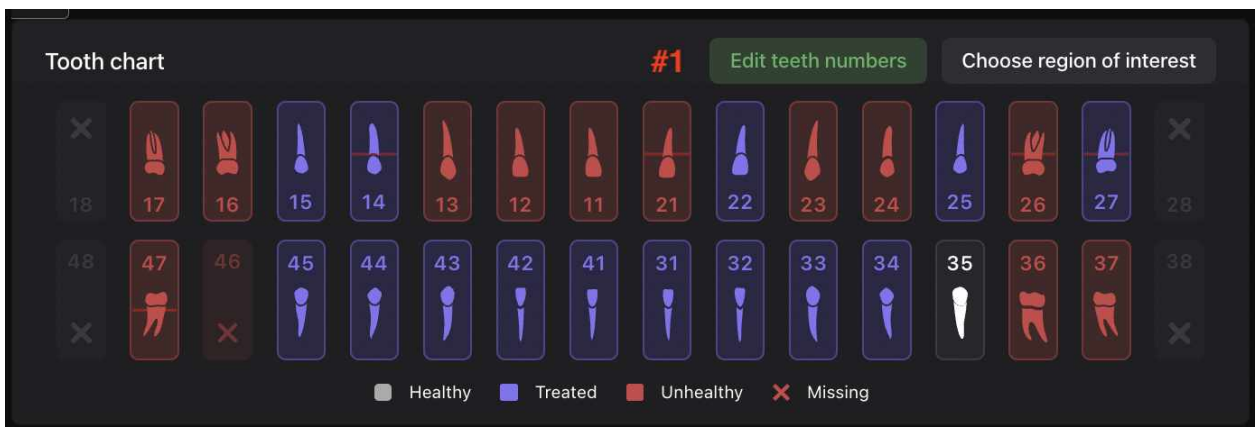 Tooth chart #1 Edit teeth numbers Choose region of interest
18 17 16 15 14 13 12 11 21 22 23 24 25 26 27 28
48 47 46 45 44 43 42 41 31 32 33 34 35 36 37 38
Healthy Treated Unhealthy Missing